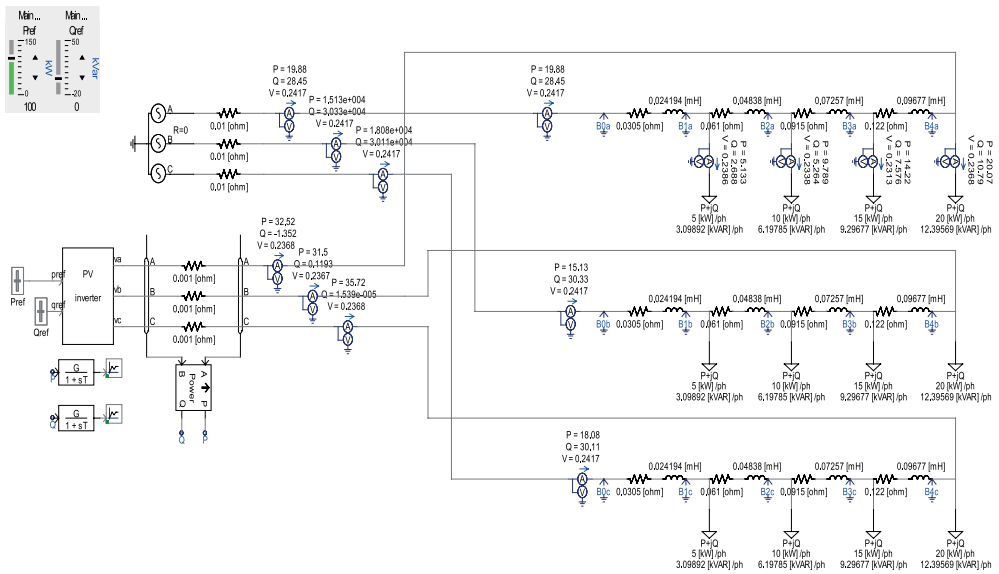 Main ... Main ...
Pref Qref
150 50
kW kVar
0 -20
100 0
A
R=0
B
C
0.01 [ohm]
0.01 [ohm]
0.01 [ohm]
P = 19.88
Q = 28.45
V = 0.2417
P = 1.513e+004
Q = 3.033e+004
V = 0.2417
P = 1.808e+004
Q = 3.011e+004
V = 0.2417
A
V
A
V
A
V
P = 19.88
Q = 28.45
V = 0.2417
A
V
0.024194 [mH] 0.04838 [mH] 0.07257 [mH] 0.09677 [mH]
B0a 0.0305 [ohm] B1a 0.061 [ohm] B2a 0.0915 [ohm] B3a 0.122 [ohm] B4a
P = 5.133
Q = 2.688
V = 0.2386
P = 9.789
Q = 5.264
V = 0.2338
P = 14.22
Q = 7.576
V = 0.2313
P = 20.07
Q = 10.79
V = 0.2368
P+jQ P+jQ P+jQ P+jQ
5 [kW] /ph 10 [kW] /ph 15 [kW] /ph 20 [kW] /ph
3.09892 [kVAR] /ph 6.19785 [kVAR] /ph 9.29677 [kVAR] /ph 12.39569 [kVAR] /ph
P = 32.52
Q = -1.352
V = 0.2368
P = 31.5
Q = 0.1193
V = 0.2367
P = 35.72
Q = 1.539e-005
V = 0.2368
A
V
A
V
A
V
Pref
Qref
pref
qref
PV
inverter
va
vb
vc
A A
B B
C C
0.001 [ohm]
0.001 [ohm]
0.001 [ohm]
G
1 + sT
P
G
1 + sT
Q
A P
Power
B Q
Q P
P = 15.13
Q = 30.33
V = 0.2417
A
V
0.024194 [mH] 0.04838 [mH] 0.07257 [mH] 0.09677 [mH]
B0b 0.0305 [ohm] B1b 0.061 [ohm] B2b 0.0915 [ohm] B3b 0.122 [ohm] B4b
P+jQ P+jQ P+jQ P+jQ
5 [kW] /ph 10 [kW] /ph 15 [kW] /ph 20 [kW] /ph
3.09892 [kVAR] /ph 6.19785 [kVAR] /ph 9.29677 [kVAR] /ph 12.39569 [kVAR] /ph
P = 18.08
Q = 30.11
V = 0.2417
A
V
0.024194 [mH] 0.04838 [mH] 0.07257 [mH] 0.09677 [mH]
B0c 0.0305 [ohm] B1c 0.061 [ohm] B2c 0.0915 [ohm] B3c 0.122 [ohm] B4c
P+jQ P+jQ P+jQ P+jQ
5 [kW] /ph 10 [kW] /ph 15 [kW] /ph 20 [kW] /ph
3.09892 [kVAR] /ph 6.19785 [kVAR] /ph 9.29677 [kVAR] /ph 12.39569 [kVAR] /ph